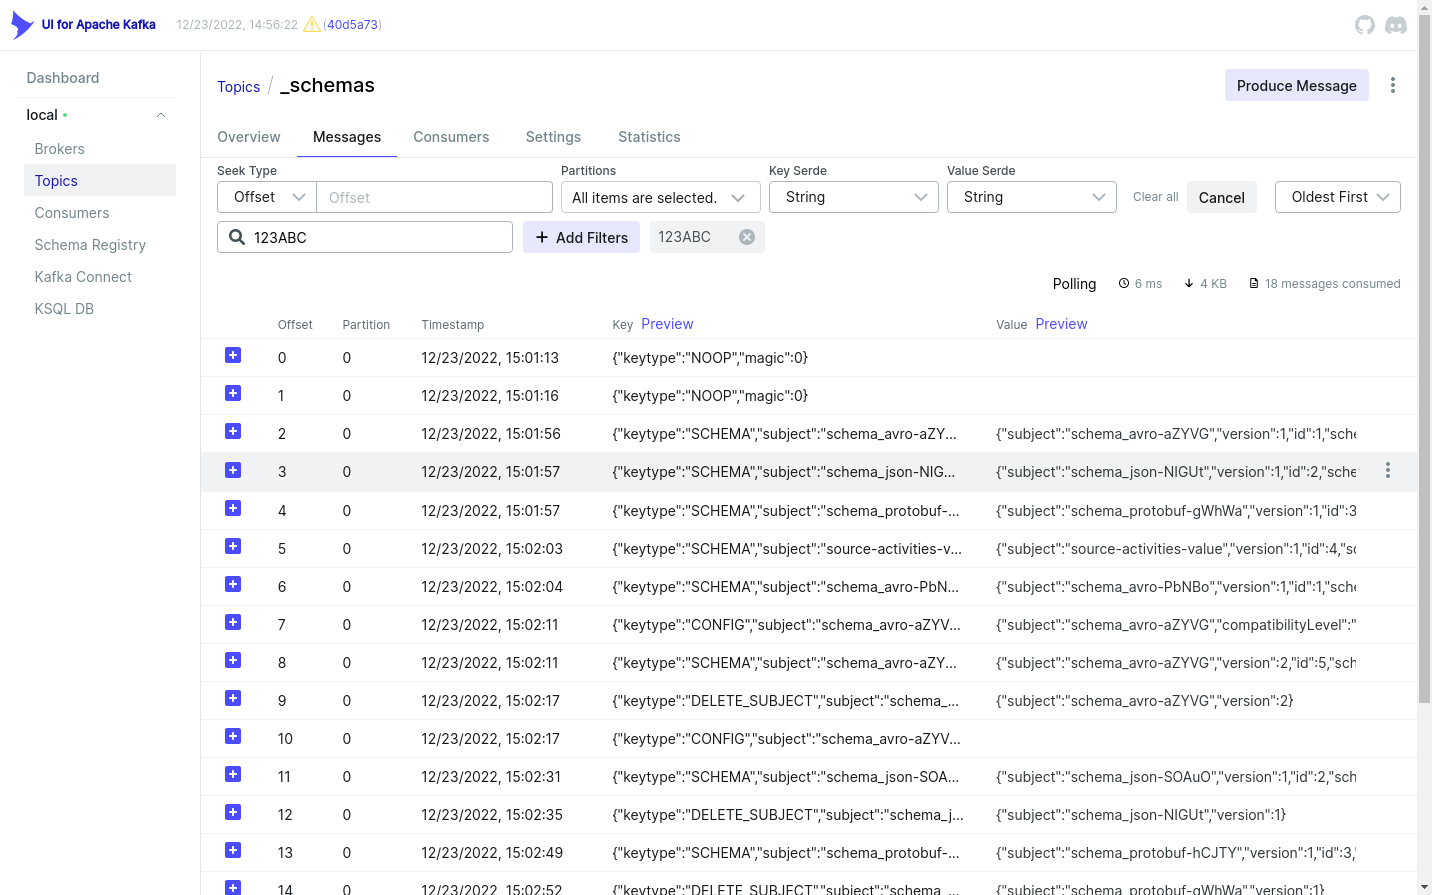 UI for Apache Kafka 12/23/2022, 14:56:22 (40d5a73)
Dashboard
local
Brokers
Topics
Consumers
Schema Registry
Kafka Connect
KSQL DB
Topics / _schemas Produce Message
Overview Messages Consumers Settings Statistics
Seek Type Partitions Key Serde Value Serde
Offset Offset All items are selected. String String Clear all Cancel Oldest First
123ABC Add Filters 123ABC
Polling 6 ms 4 KB 18 messages consumed
Offset Partition Timestamp Key Preview Value Preview
0 0 12/23/2022, 15:01:13 {"keytype":"NOOP","magic":0}
1 0 12/23/2022, 15:01:16 {"keytype":"NOOP","magic":0}
2 0 12/23/2022, 15:01:56 {"keytype":"SCHEMA","subject":"schema_avro-aZY... {"subject":"schema_avro-aZYVG","version":1,"id":1,"sche
3 0 12/23/2022, 15:01:57 {"keytype":"SCHEMA","subject":"schema_json-NIG... {"subject":"schema_json-NIGUt","version":1,"id":2,"sche
4 0 12/23/2022, 15:01:57 {"keytype":"SCHEMA","subject":"schema_protobuf-... {"subject":"schema_protobuf-gWhWa","version":1,"id":3
5 0 12/23/2022, 15:02:03 {"keytype":"SCHEMA","subject":"source-activities-v... {"subject":"source-activities-value","version":1,"id":4,"sc
6 0 12/23/2022, 15:02:04 {"keytype":"SCHEMA","subject":"schema_avro-PbN... {"subject":"schema_avro-PbNBo","version":1,"id":1,"sche
7 0 12/23/2022, 15:02:11 {"keytype":"CONFIG","subject":"schema_avro-aZYV... {"subject":"schema_avro-aZYVG","compatibilityLevel":"
8 0 12/23/2022, 15:02:11 {"keytype":"SCHEMA","subject":"schema_avro-aZY... {"subject":"schema_avro-aZYVG","version":2,"id":5,"sch
9 0 12/23/2022, 15:02:17 {"keytype":"DELETE_SUBJECT","subject":"schema_... {"subject":"schema_avro-aZYVG","version":2}
10 0 12/23/2022, 15:02:17 {"keytype":"CONFIG","subject":"schema_avro-aZYV...
11 0 12/23/2022, 15:02:31 {"keytype":"SCHEMA","subject":"schema_json-SOA... {"subject":"schema_json-SOAuO","version":1,"id":2,"sch
12 0 12/23/2022, 15:02:35 {"keytype":"DELETE_SUBJECT","subject":"schema_j... {"subject":"schema_json-NIGUt","version":1}
13 0 12/23/2022, 15:02:49 {"keytype":"SCHEMA","subject":"schema_protobuf-... {"subject":"schema_protobuf-hCJTY","version":1,"id":3,"
14 0 12/23/2022, 15:02:52 {"keytype":"DELETE_SUBJECT","subject":"schema_... {"subject":"schema_protobuf-gWhWa","version":1}